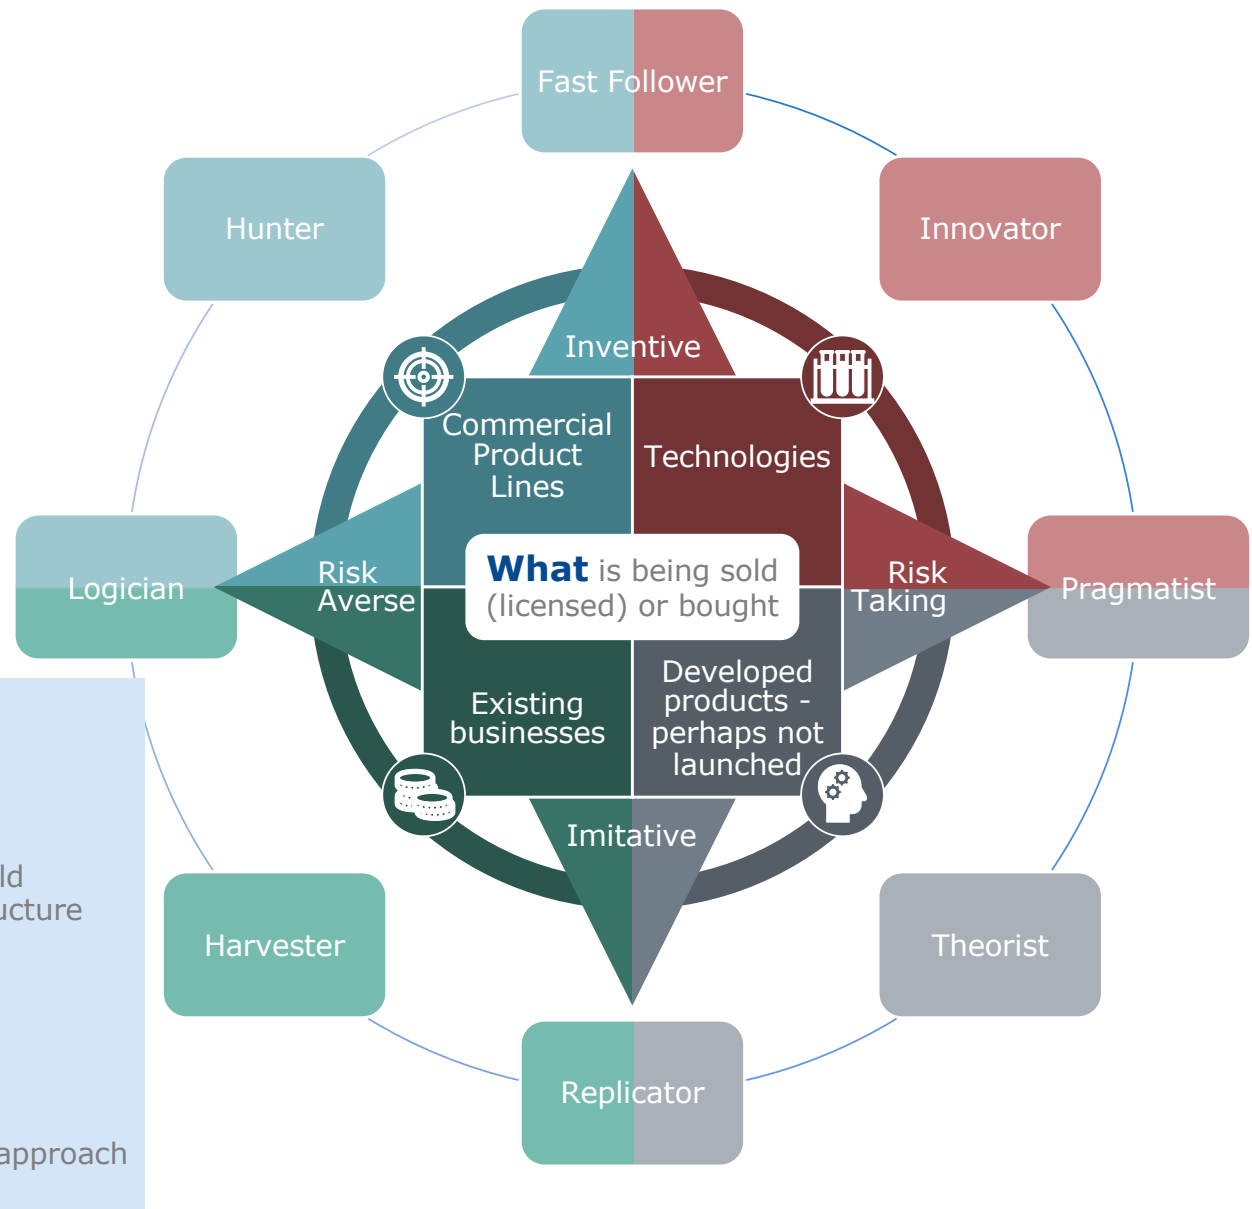 Fast Follower
Hunter
Innovator
Inventive
Commercial
Product
Lines
Technologies
What is being sold
(licensed) or bought
Risk
Averse
Risk
Taking
Logician
Pragmatist
Existing
businesses
Developed
products -
perhaps not
launched
Imitative
Harvester
Theorist
Replicator
approach